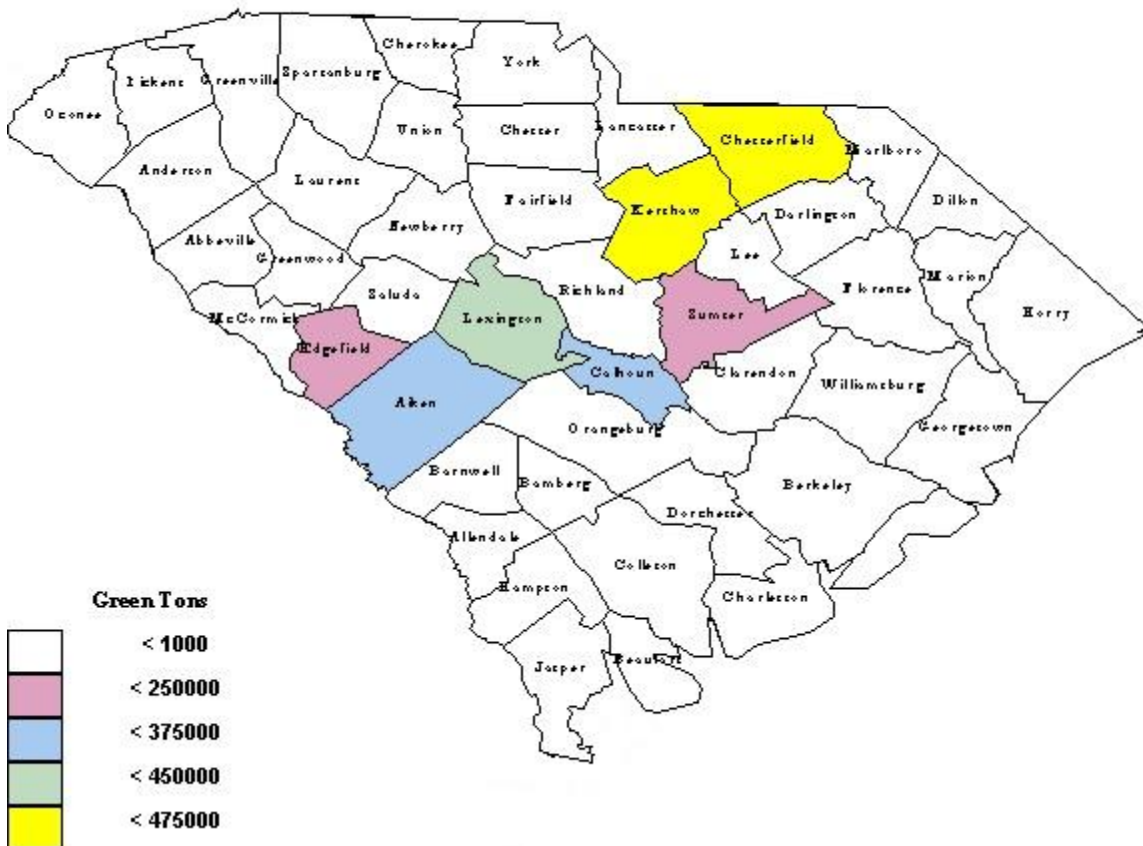 Cherokee
York
Spartanburg
Greenville
Pickens
Oconee
Union
Chester
Lancaster
Chesterfield
Marlboro
Anderson
Laurens
Fairfield
Kershaw
Darlington
Dillon
Abbeville
Greenwood
Newberry
Lee
Saluda
Richland
Florence
Marion
McCormick
Edgefield
Lexington
Sumter
Horry
Calhoun
Clarendon
Williamsburg
Aiken
Orangeburg
Georgetown
Barnwell
Bamberg
Berkeley
Dorchester
Allendale
Colleton
Hampton
Charleston
Jasper
Beaufort
Green Tons
< 1000
< 250000
< 375000
< 450000
< 475000